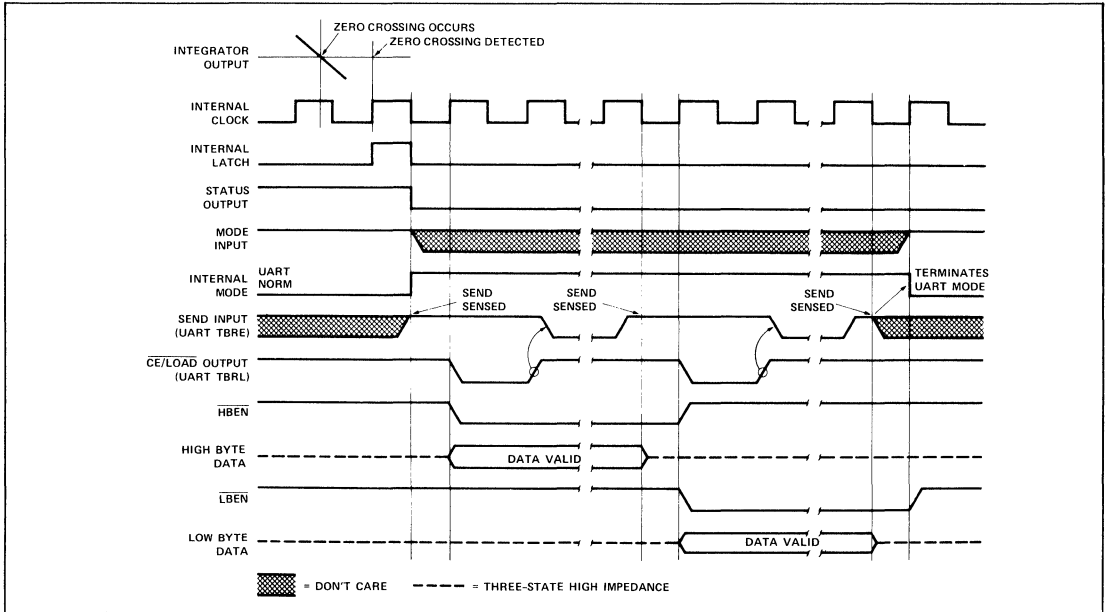 ZERO CROSSING OCCURS
ZERO CROSSING DETECTED
INTEGRATOR
OUTPUT
INTERNAL
CLOCK
INTERNAL
LATCH
STATUS
OUTPUT
MODE
INPUT
INTERNAL
MODE
UART
NORM
TERMINATES
UART MODE
SEND
SENSED
SEND
SENSED
SEND
SENSED
SEND INPUT
(UART TBRE)
CE/LOAD OUTPUT
(UART TBRL)
HBEN
HIGH BYTE
DATA
DATA VALID
LBEN
LOW BYTE
DATA
DATA VALID
= DON'T CARE
= THREE-STATE HIGH IMPEDANCE